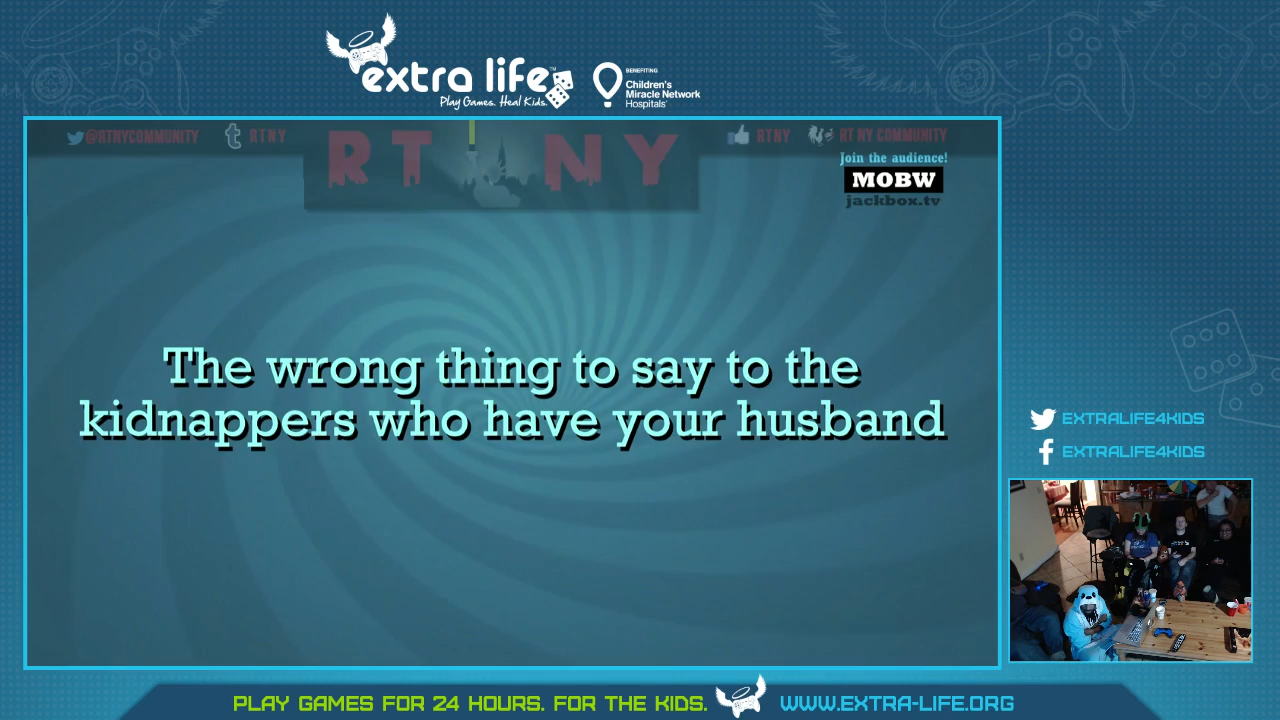 extra life
Play Games. Heal Kids.
BENEFITING
Children's
Miracle Network
Hospitals
@RTNYCOMMUNITY
RTNY
RT NY
RTNY
RT NY COMMUNITY
Join the audience!
MOBW
jackbox.tv
The wrong thing to say to the
kidnappers who have your husband
EXTRALIFE4KIDS
EXTRALIFE4KIDS
PLAY GAMES FOR 24 HOURS. FOR THE KIDS.
WWW.EXTRA-LIFE.ORG